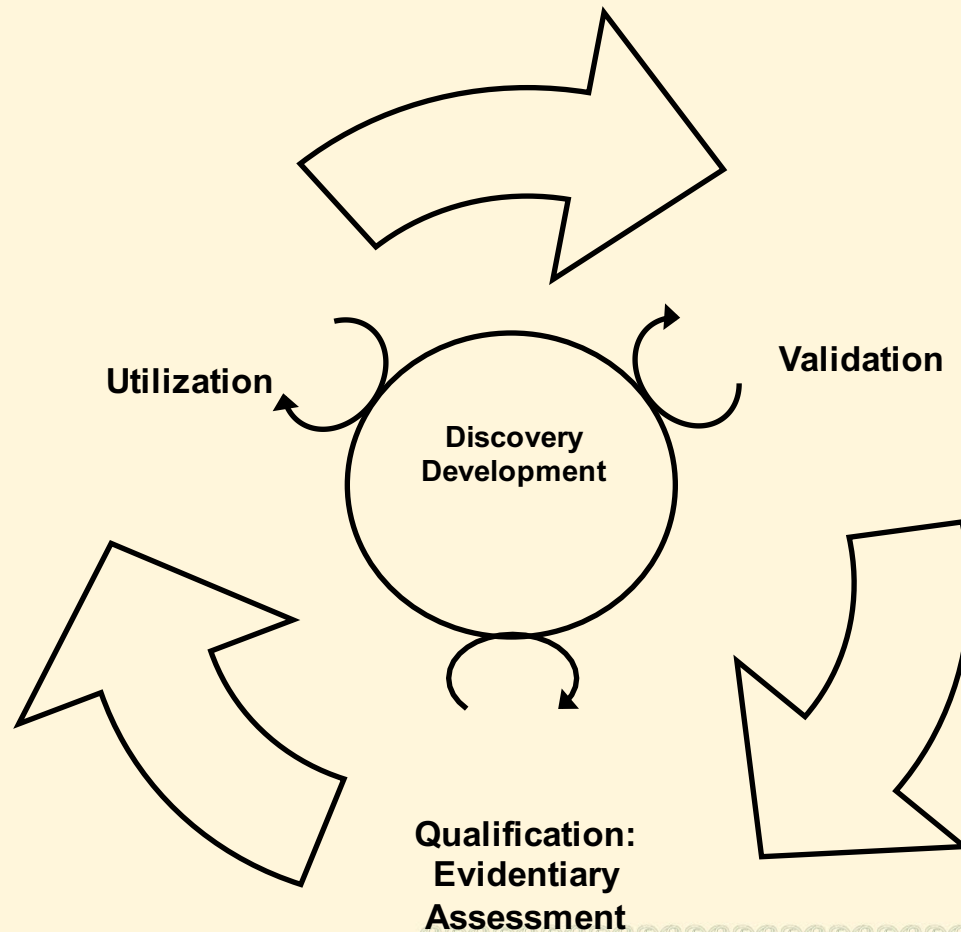 Utilization
Validation
Discovery
Development
Qualification:
Evidentiary
Assessment